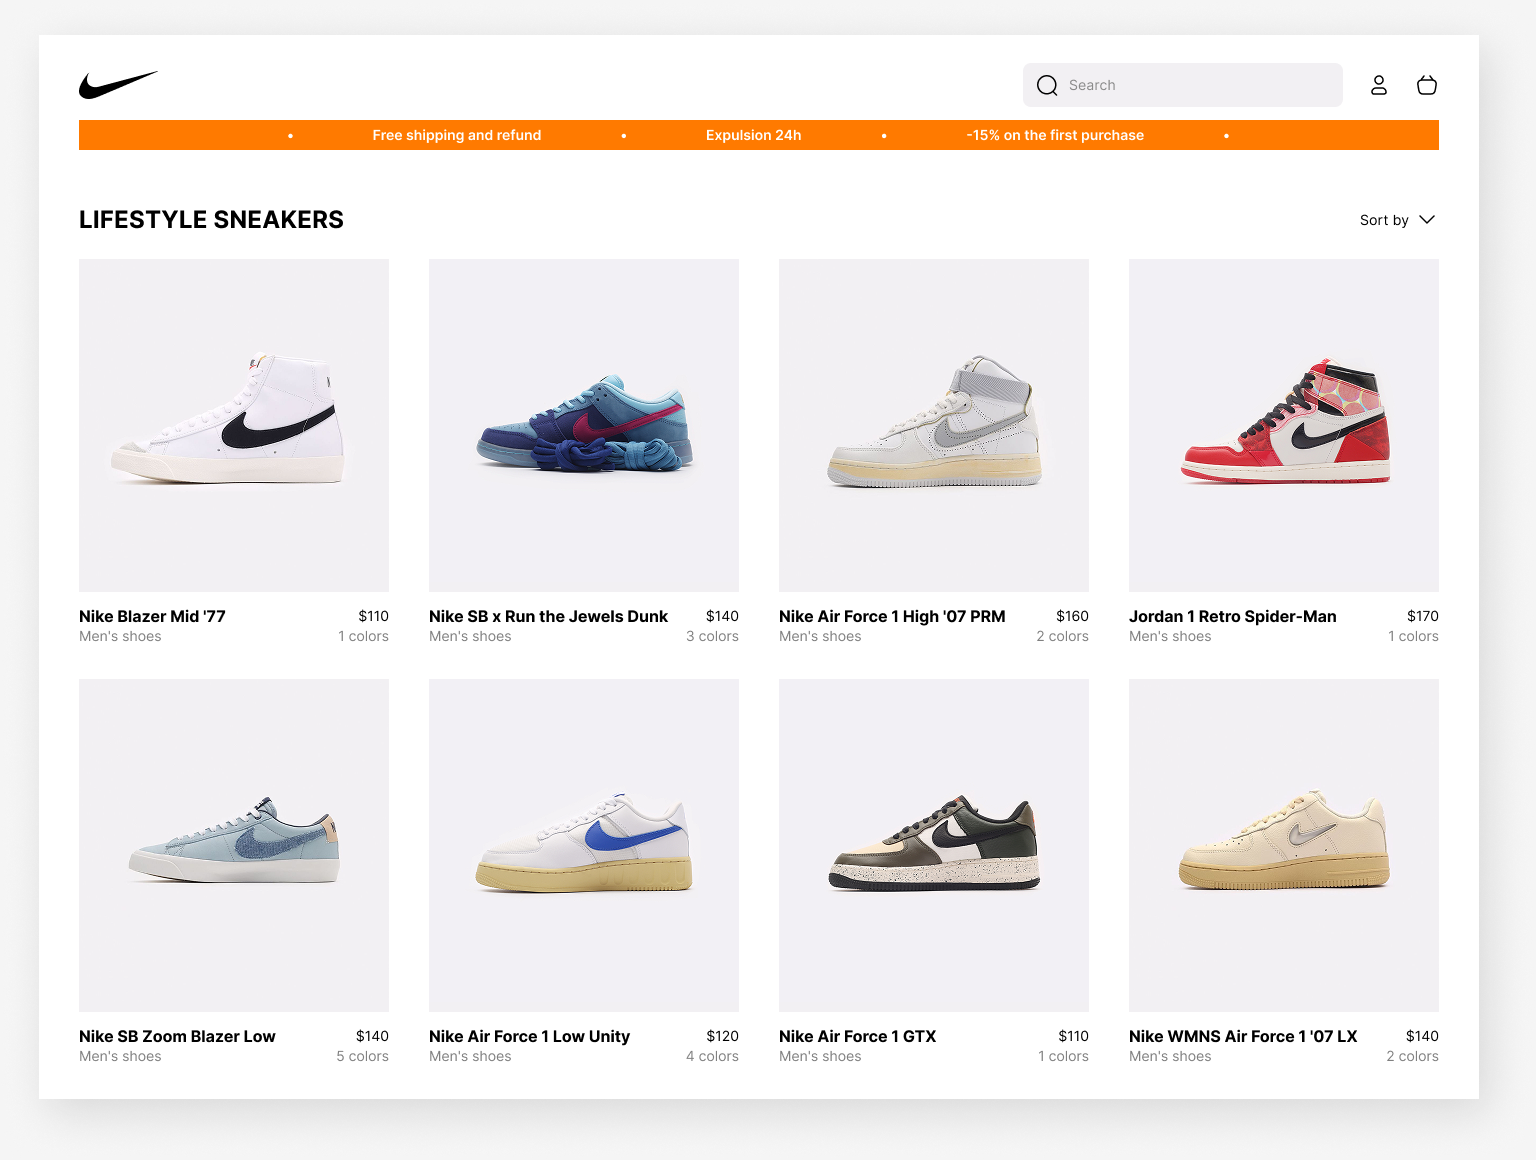 Search
Free shipping and refund • Expulsion 24h • -15% on the first purchase
LIFESTYLE SNEAKERS
Sort by
Nike Blazer Mid '77 $110
Men's shoes 1 colors
Nike SB x Run the Jewels Dunk $140
Men's shoes 3 colors
Nike Air Force 1 High '07 PRM $160
Men's shoes 2 colors
Jordan 1 Retro Spider-Man $170
Men's shoes 1 colors
Nike SB Zoom Blazer Low $140
Men's shoes 5 colors
Nike Air Force 1 Low Unity $120
Men's shoes 4 colors
Nike Air Force 1 GTX $110
Men's shoes 1 colors
Nike WMNS Air Force 1 '07 LX $140
Men's shoes 2 colors